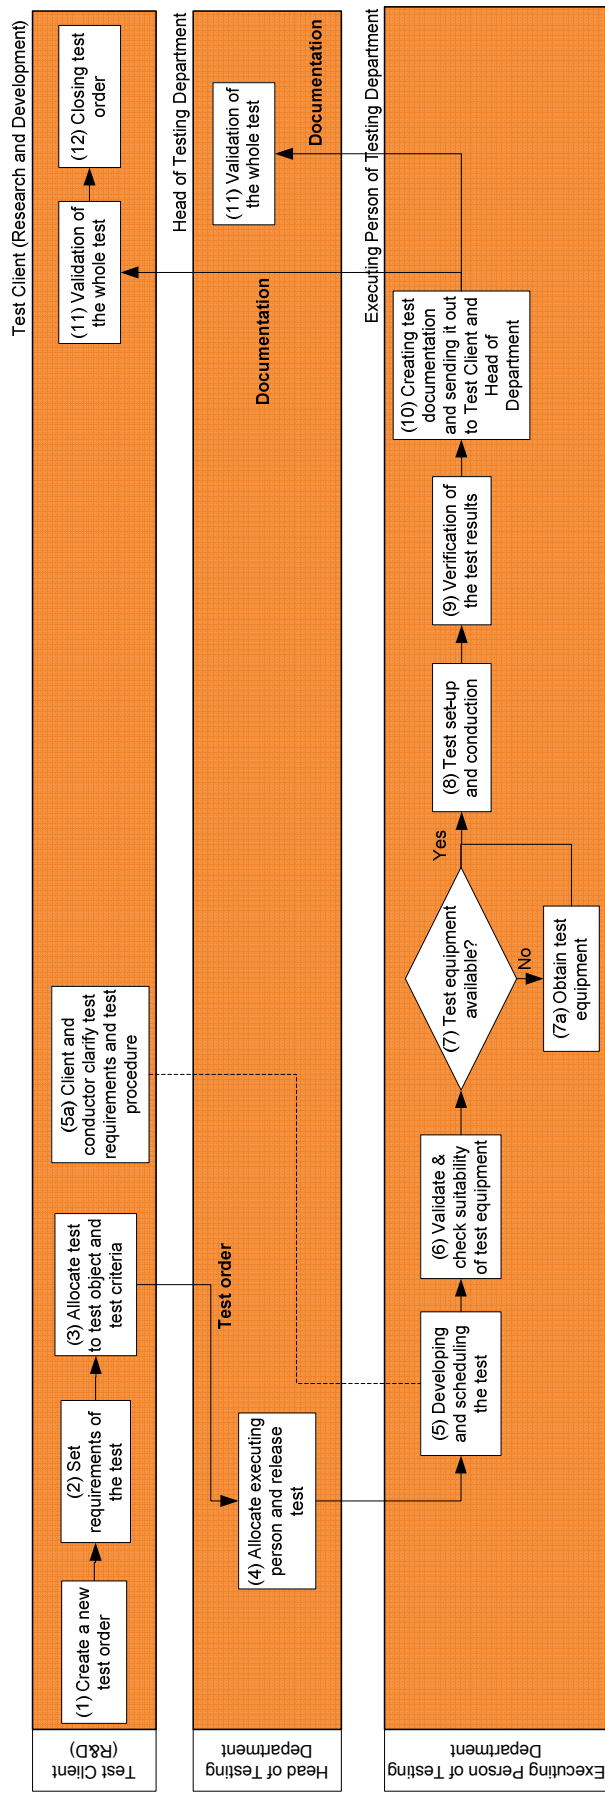 Test Client (Research and Development)
Test Client
(R&D)
(1) Create a new
test order
(2) Set
requirements of
the test
(3) Allocate test
to test object and
test criteria
(5a) Client and
conductor clarify test
requirements and test
procedure
(11) Validation of
the whole test
(12) Closing test
order
Head of Testing Department
Head of Testing
Department
Test order
(4) Allocate executing
person and release
test
Documentation
(11) Validation of
the whole test
Documentation
Executing Person of Testing Department
Executing Person of Testing
Department
(5) Developing
and scheduling
the test
(6) Validate &
check suitability
of test equipment
(7) Test equipment
available?
Yes
No
(7a) Obtain test
equipment
(8) Test set-up
and conduction
(9) Verification of
the test results
(10) Creating test
documentation
and sending it out
to Test Client and
Head of
Department